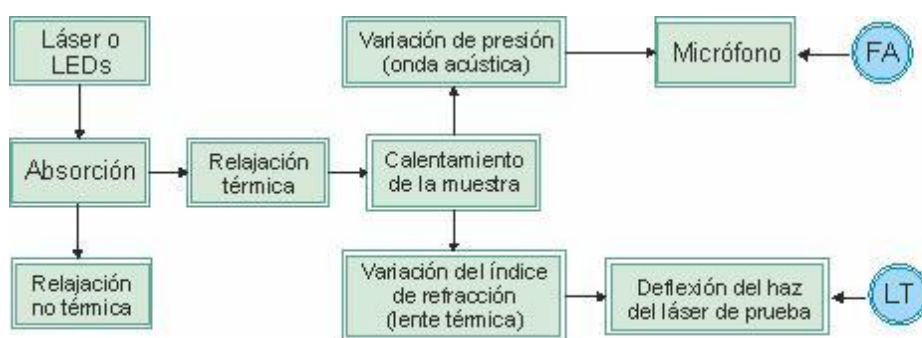 Láser o
LEDs
Variación de presión
(onda acústica)
Micrófono
FA
Absorción
Relajación
térmica
Calentamiento
de la muestra
Relajación
no térmica
Variación del índice
de refracción
(lente térmica)
Deflexión del haz
del láser de prueba
LT